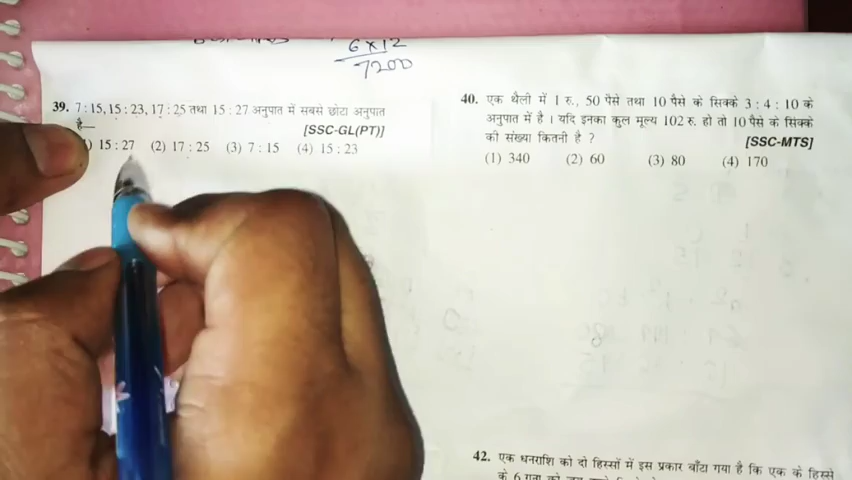 6 x 12
7200
39. 7 : 15, 15 : 23, 17 : 25 तथा 15 : 27 अनुपात में सबसे छोटा अनुपात
है—
[SSC-GL(PT)]
15 : 27 (2) 17 : 25 (3) 7 : 15 (4) 15 : 23
40. एक थैली में 1 रु., 50 पैसे तथा 10 पैसे के सिक्के 3 : 4 : 10 के
अनुपात में है । यदि इनका कुल मूल्य 102 रु. हो तो 10 पैसे के सिक्के
की संख्या कितनी है ?
[SSC-MTS]
(1) 340 (2) 60 (3) 80 (4) 170
42. एक धनराशि को दो हिस्सों में इस प्रकार बाँटा गया है कि एक के हिस्से
के 6 गुना को